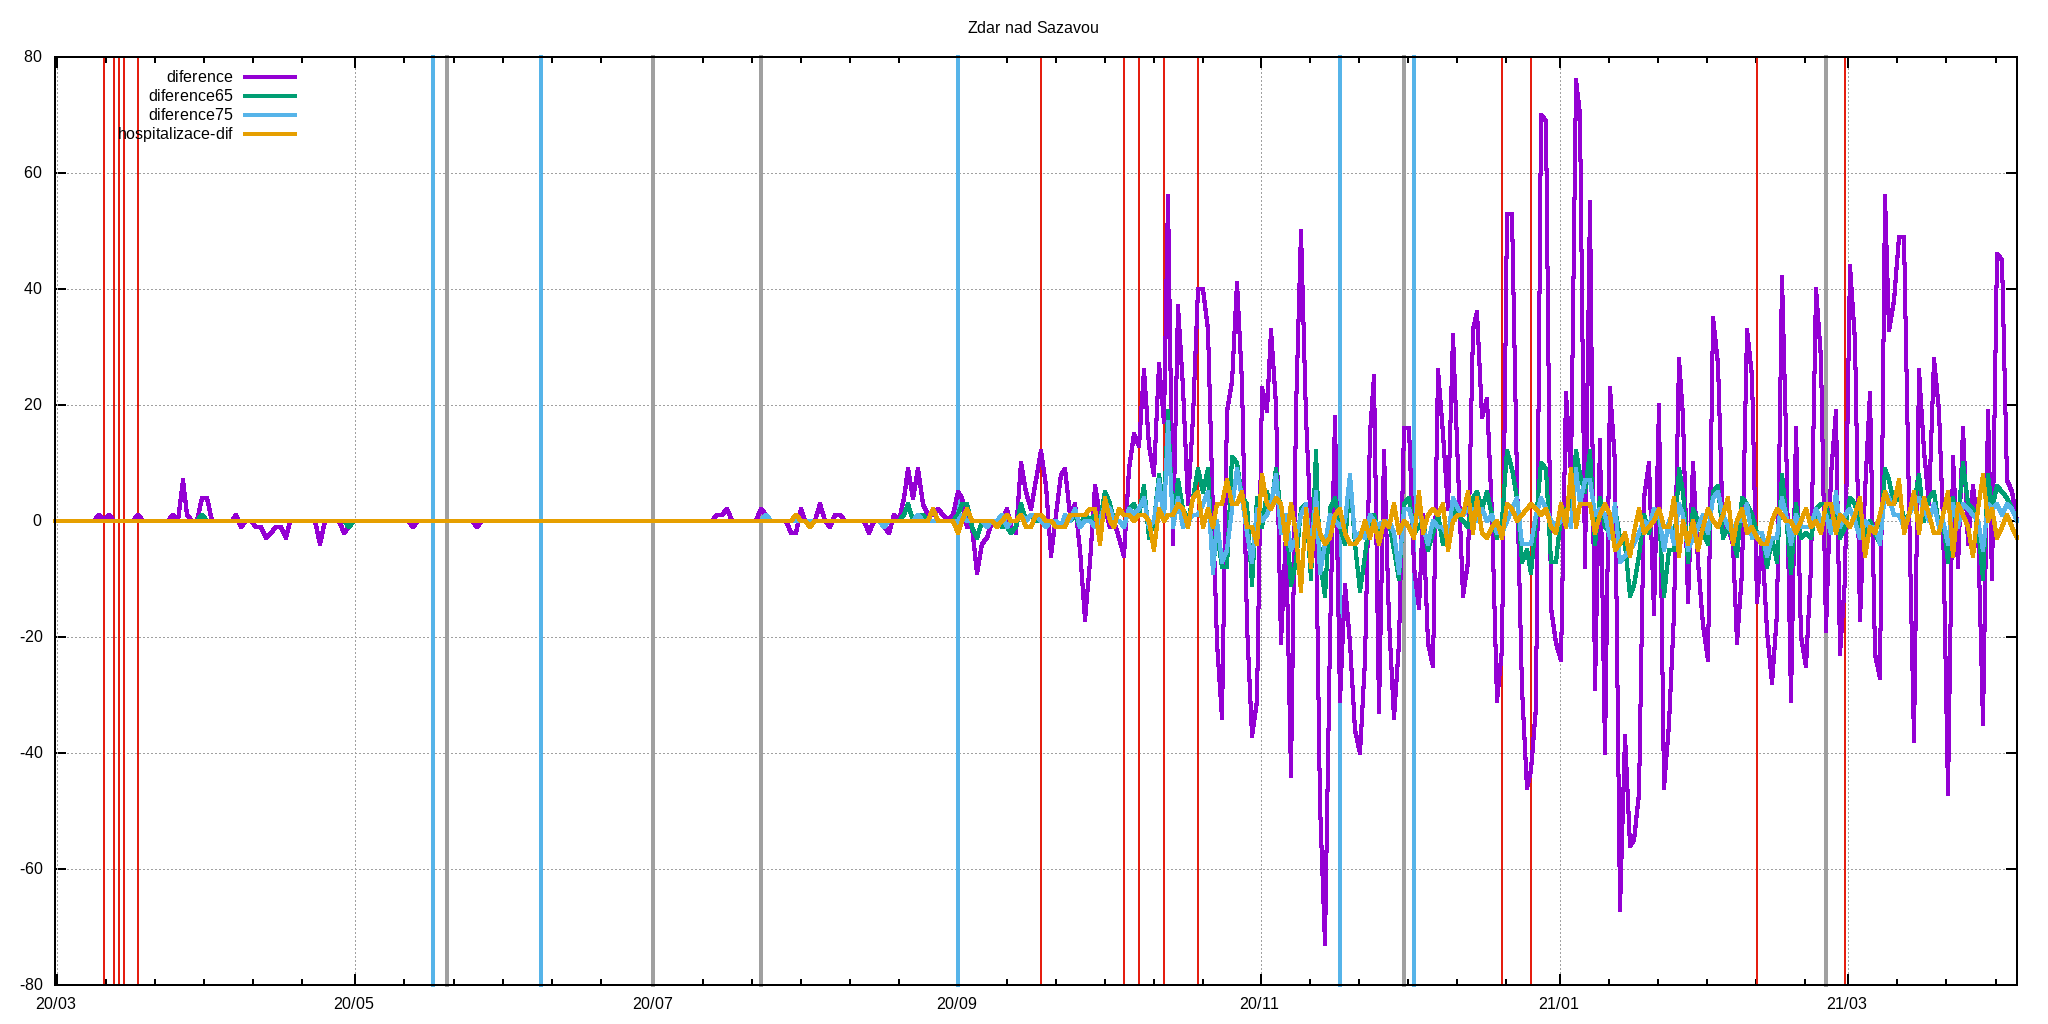 Zdar nad Sazavou
diference
diference65
diference75
hospitalizace-dif
80
60
40
20
0
-20
-40
-60
-80
20/03 20/05 20/07 20/09 20/11 21/01 21/03